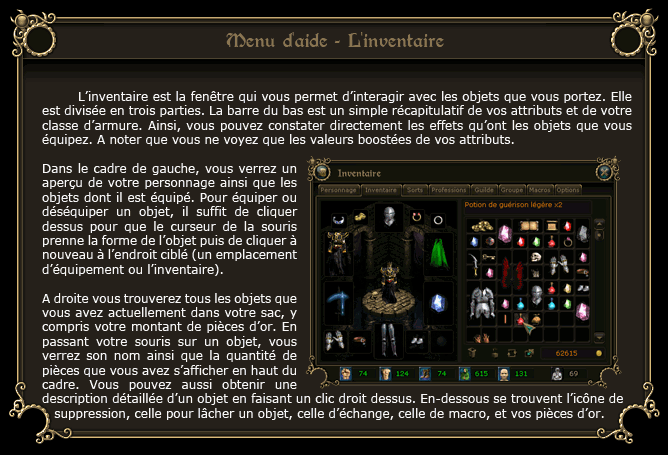 Menu d'aide - L'inventaire
L'inventaire est la fenêtre qui vous permet d'interagir avec les objets que vous portez. Elle
est divisée en trois parties. La barre du bas est un simple récapitulatif de vos attributs et de votre
classe d'armure. Ainsi, vous pouvez constater directement les effets qu'ont les objets que vous
équipez. A noter que vous ne voyez que les valeurs boostées de vos attributs.
Dans le cadre de gauche, vous verrez un
aperçu de votre personnage ainsi que les
objets dont il est équipé. Pour équiper ou
déséquiper un objet, il suffit de cliquer
dessus pour que le curseur de la souris
prenne la forme de l'objet puis de cliquer à
nouveau à l'endroit ciblé (un emplacement
d'équipement ou l'inventaire).
A droite vous trouverez tous les objets que
vous avez actuellement dans votre sac, y
compris votre montant de pièces d'or. En
passant votre souris sur un objet, vous
verrez son nom ainsi que la quantité de
pièces que vous avez s'afficher en haut du
cadre. Vous pouvez aussi obtenir une
description détaillée d'un objet en faisant un clic droit dessus. En-dessous se trouvent l'icône de
suppression, celle pour lâcher un objet, celle d'échange, celle de macro, et vos pièces d'or.
Inventaire
Personnage Inventaire Sorts Professions Guilde Groupe Macros Options
Potion de guérison légère x2
62615
74 124 74 615 131 69